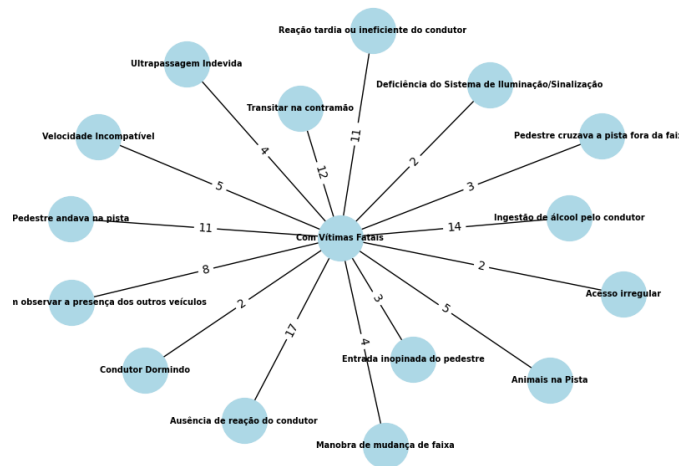 Reação tardia ou ineficiente do condutor
Ultrapassagem Indevida
Deficiência do Sistema de Iluminação/Sinalização
Transitar na contramão
Velocidade Incompatível
11
Pedestre cruzava a pista fora da faix
4
2
12
5
3
Pedestre andava na pista
14
Ingestão de álcool pelo condutor
11
Com Vítimas Fatais
8
2
Acesso irregular
n observar a presença dos outros veículos
2
3
5
17
4
Entrada inopinada do pedestre
Condutor Dormindo
Animais na Pista
Ausência de reação do condutor
Manobra de mudança de faixa